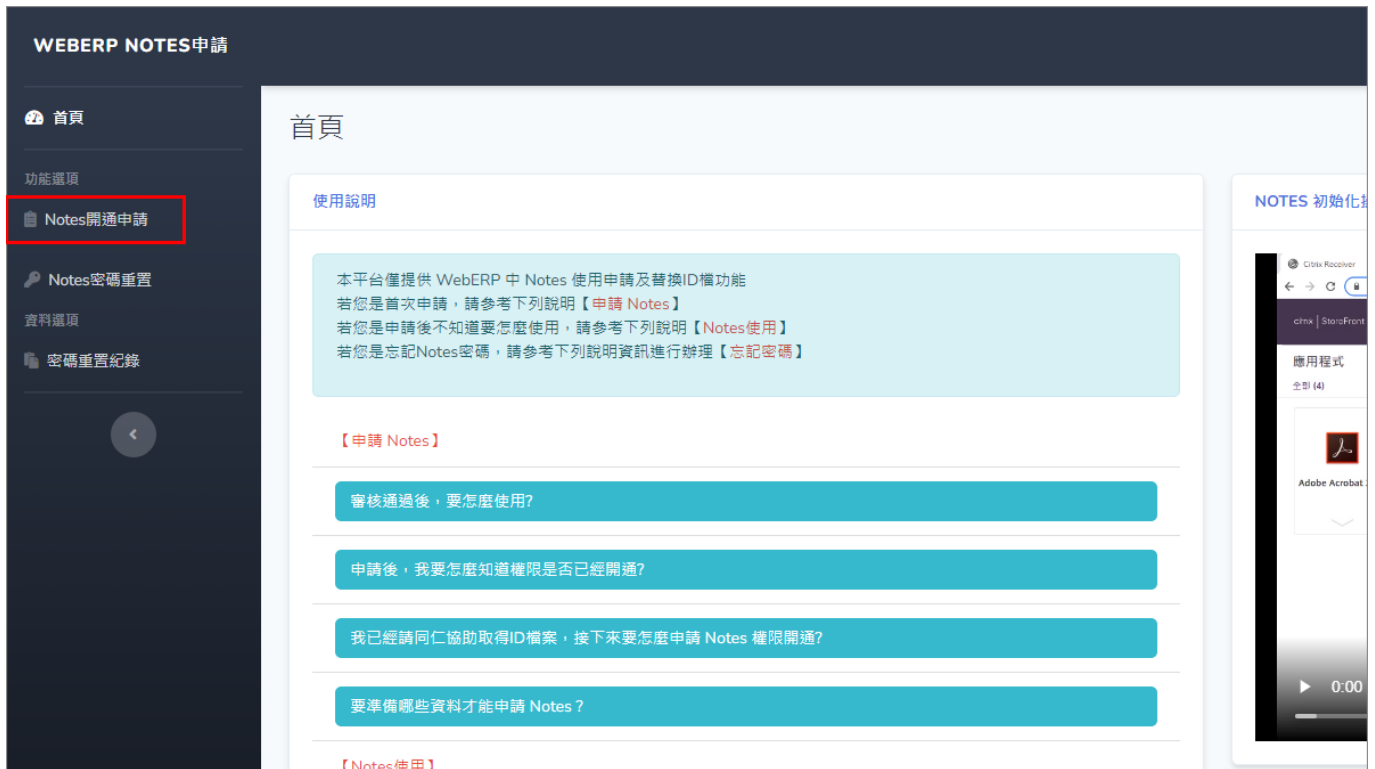 WEBERP NOTES申請
首頁
功能選項
Notes開通申請
Notes密碼重置
資料選項
密碼重置紀錄
首頁
使用說明
本平台僅提供 WebERP 中 Notes 使用申請及替換ID檔功能
若您是首次申請，請參考下列說明【申請 Notes】
若您是申請後不知道要怎麼使用，請參考下列說明【Notes使用】
若您是忘記Notes密碼，請參考下列說明資訊進行辦理【忘記密碼】
【申請 Notes】
審核通過後，要怎麼使用?
申請後，我要怎麼知道權限是否已經開通?
我已經請同仁協助取得ID檔案，接下來要怎麼申請 Notes 權限開通?
要準備哪些資料才能申請 Notes？
【Notes使用】
NOTES 初始化
Citrix Receiver
citrix | StoreFront
應用程式
全部 (4)
Adobe Acrobat
0:00